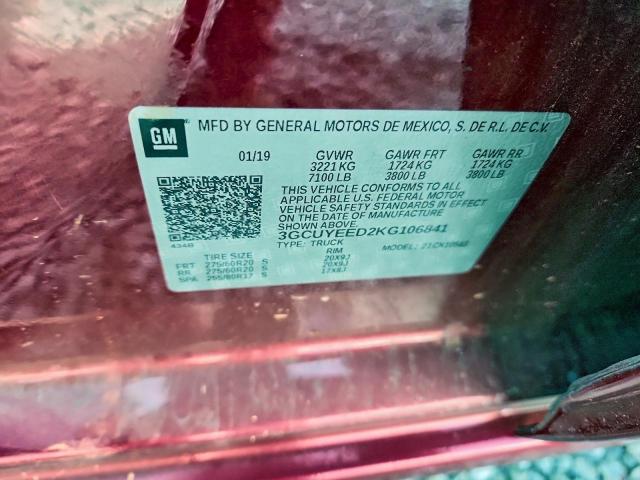 GM MFD BY GENERAL MOTORS DE MEXICO, S. DE R.L. DE C.V.
01/19 GVWR GAWR FRT GAWR RR
3221 KG 1724 KG 1724 KG
7100 LB 3800 LB 3800 LB
THIS VEHICLE CONFORMS TO ALL
APPLICABLE U.S. FEDERAL MOTOR
VEHICLE SAFETY STANDARDS IN EFFECT
ON THE DATE OF MANUFACTURE
SHOWN ABOVE.
434B 3GCUYEED2KG106841
TYPE: TRUCK MODEL:
TIRE SIZE RIM
FRT 275/60R20 S 20X9J
RR 275/60R20 S 20X9J
SPA 255/80R17 S 17X8J